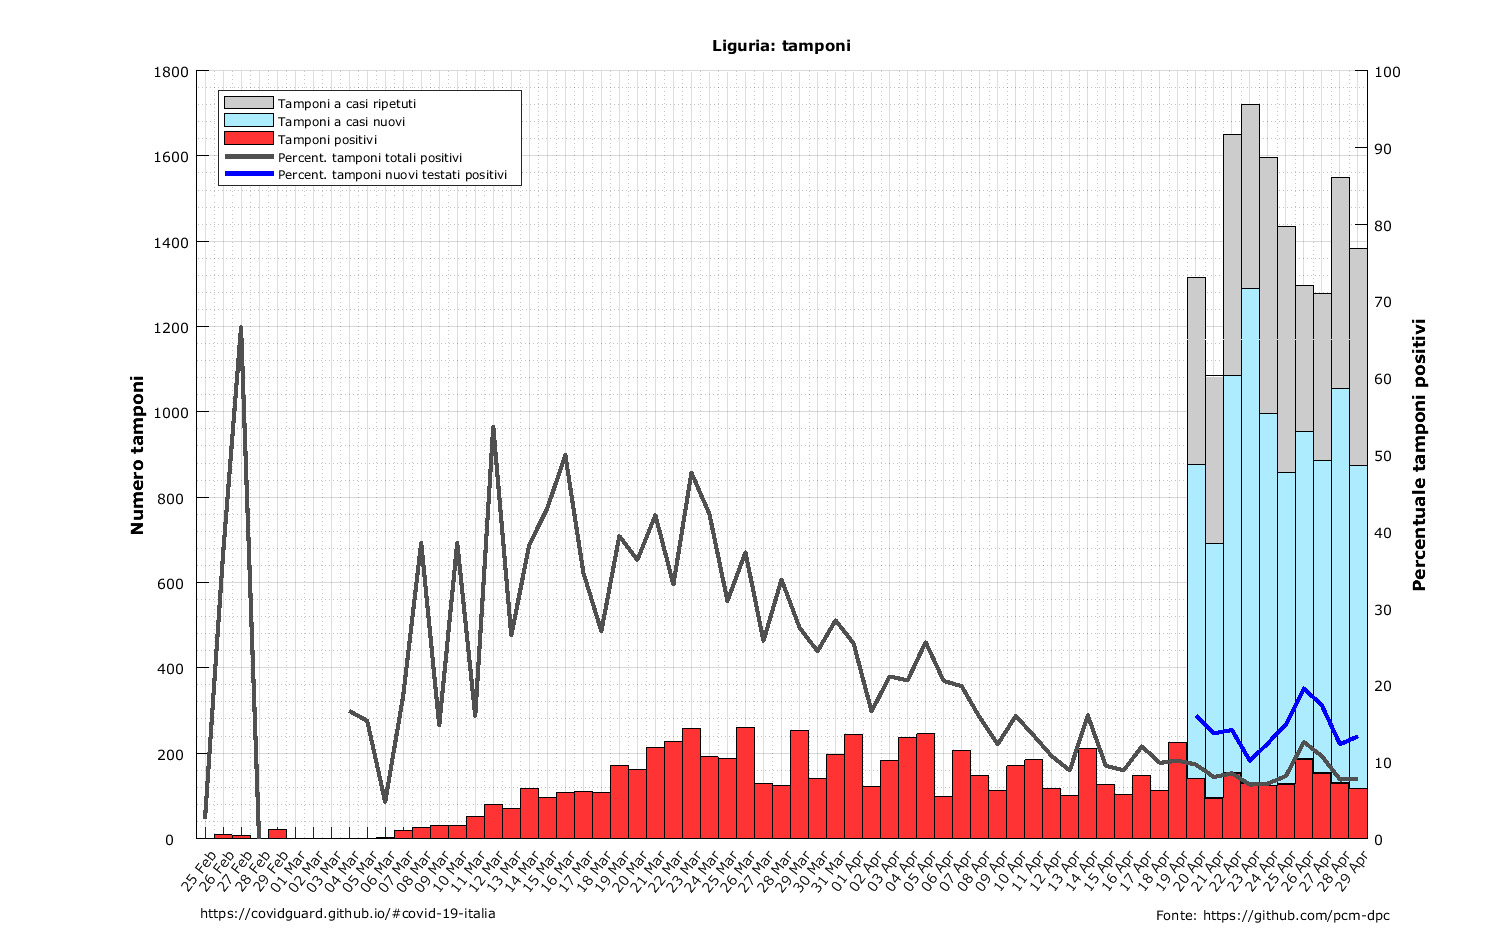 Liguria: tamponi
Tamponi a casi ripetuti
Tamponi a casi nuovi
Tamponi positivi
Percent. tamponi totali positivi
Percent. tamponi nuovi testati positivi
Numero tamponi
1800
1600
1400
1200
1000
800
600
400
200
0
Percentuale tamponi positivi
100
90
80
70
60
50
40
30
20
10
0
25 Feb
26 Feb
27 Feb
28 Feb
29 Feb
01 Mar
02 Mar
03 Mar
04 Mar
05 Mar
06 Mar
07 Mar
08 Mar
09 Mar
10 Mar
11 Mar
12 Mar
13 Mar
14 Mar
15 Mar
16 Mar
17 Mar
18 Mar
19 Mar
20 Mar
21 Mar
22 Mar
23 Mar
24 Mar
25 Mar
26 Mar
27 Mar
28 Mar
29 Mar
30 Mar
31 Mar
01 Apr
02 Apr
03 Apr
04 Apr
05 Apr
06 Apr
07 Apr
08 Apr
09 Apr
10 Apr
11 Apr
12 Apr
13 Apr
14 Apr
15 Apr
16 Apr
17 Apr
18 Apr
19 Apr
20 Apr
21 Apr
22 Apr
23 Apr
24 Apr
25 Apr
26 Apr
27 Apr
28 Apr
29 Apr
https://covidguard.github.io/#covid-19-italia
Fonte: https://github.com/pcm-dpc